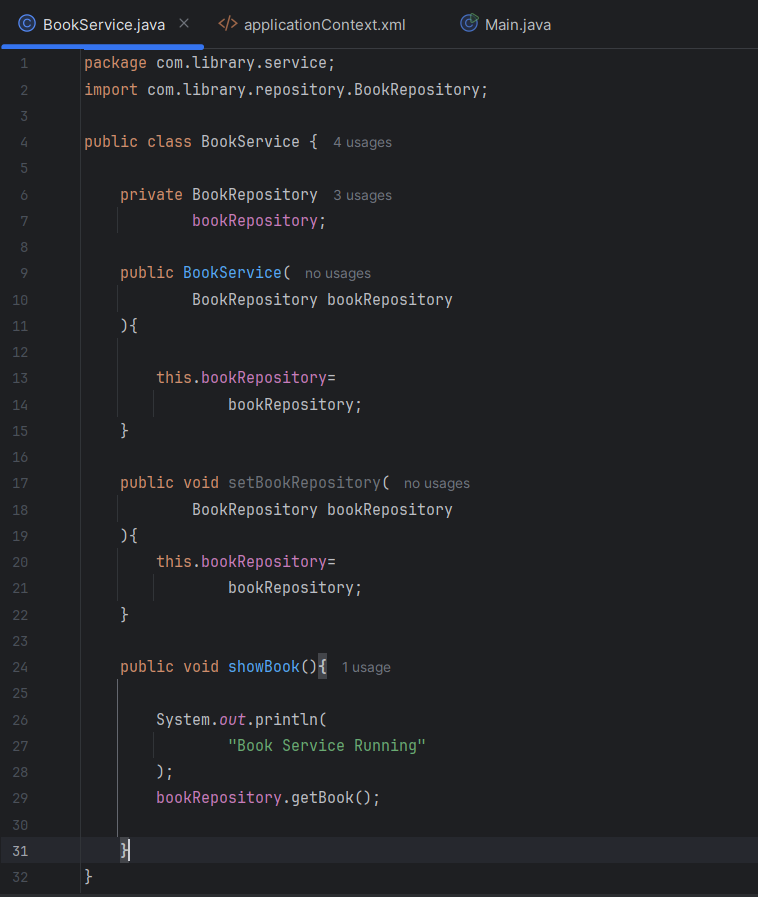 BookService.java applicationContext.xml Main.java
1 package com.library.service;
2 import com.library.repository.BookRepository;
3
4 public class BookService { 4 usages
5
6 private BookRepository 3 usages
7 bookRepository;
8
9 public BookService( no usages
10 BookRepository bookRepository
11 ){
12
13 this.bookRepository=
14 bookRepository;
15 }
16
17 public void setBookRepository( no usages
18 BookRepository bookRepository
19 ){
20 this.bookRepository=
21 bookRepository;
22 }
23
24 public void showBook(){ 1 usage
25
26 System.out.println(
27 "Book Service Running"
28 );
29 bookRepository.getBook();
30
31 }
32 }